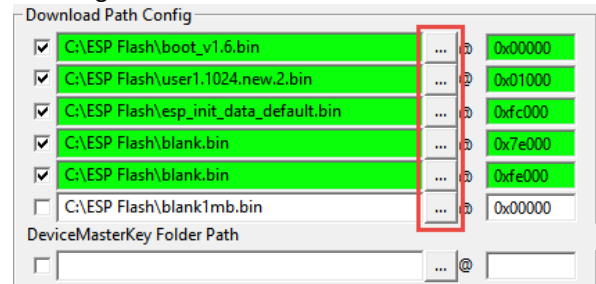 Download Path Config
C:\ESP Flash\boot_v1.6.bin ... @ 0x00000
C:\ESP Flash\user1.1024.new.2.bin ... @ 0x01000
C:\ESP Flash\esp_init_data_default.bin ... @ 0xfc000
C:\ESP Flash\blank.bin ... @ 0x7e000
C:\ESP Flash\blank.bin ... @ 0xfe000
C:\ESP Flash\blank1mb.bin ... @ 0x00000
DeviceMasterKey Folder Path
... @